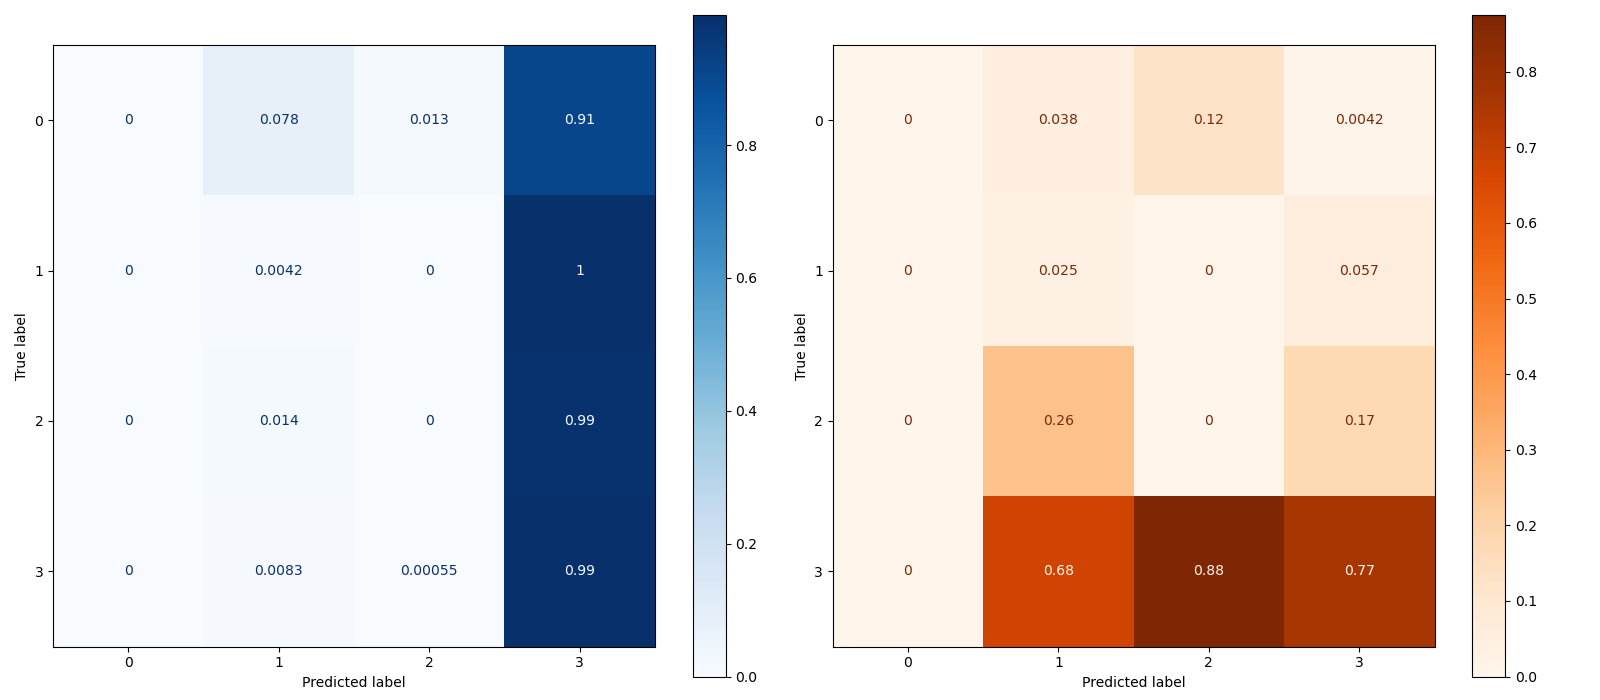 0 0 0.078 0.013 0.91
1 0 0.0042 0 1
2 0 0.014 0 0.99
3 0 0.0083 0.00055 0.99
0 1 2 3
Predicted label
True label
0.8
0.6
0.4
0.2
0.0
0 0 0.038 0.12 0.0042
1 0 0.025 0 0.057
2 0 0.26 0 0.17
3 0 0.68 0.88 0.77
0 1 2 3
Predicted label
True label
0.8
0.7
0.6
0.5
0.4
0.3
0.2
0.1
0.0